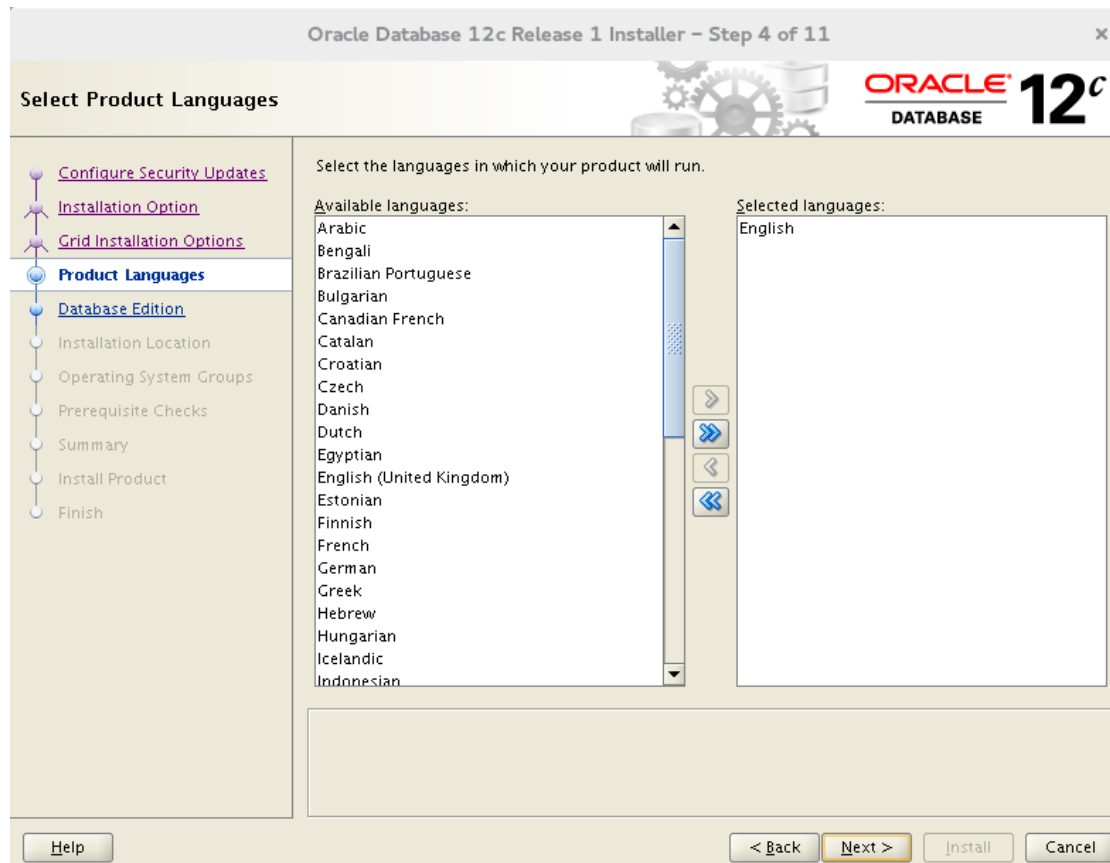 Oracle Database 12c Release 1 Installer – Step 4 of 11
Select Product Languages
ORACLE
DATABASE
12c
Configure Security Updates
Installation Option
Grid Installation Options
Product Languages
Database Edition
Installation Location
Operating System Groups
Prerequisite Checks
Summary
Install Product
Finish
Select the languages in which your product will run.
Available languages:
Arabic
Bengali
Brazilian Portuguese
Bulgarian
Canadian French
Catalan
Croatian
Czech
Danish
Dutch
Egyptian
English (United Kingdom)
Estonian
Finnish
French
German
Greek
Hebrew
Hungarian
Icelandic
Indonesian
Selected languages:
English
Help
< Back
Next >
Install
Cancel